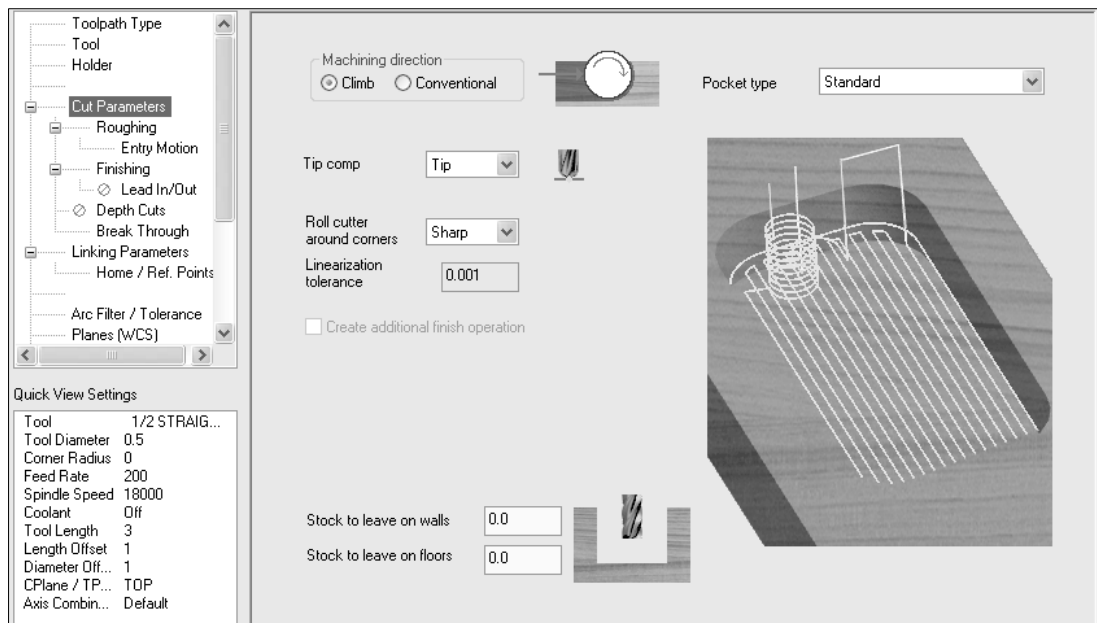 Toolpath Type
Tool
Holder
Cut Parameters
Roughing
Entry Motion
Finishing
Lead In/Out
Depth Cuts
Break Through
Linking Parameters
Home / Ref. Points
Arc Filter / Tolerance
Planes (WCS)
Quick View Settings
Tool 1/2 STRAIG...
Tool Diameter 0.5
Corner Radius 0
Feed Rate 200
Spindle Speed 18000
Coolant Off
Tool Length 3
Length Offset 1
Diameter Off... 1
CPlane / TP... TOP
Axis Combin... Default
Machining direction
Climb Conventional
Pocket type Standard
Tip comp Tip
Roll cutter
around corners Sharp
Linearization
tolerance 0.001
Create additional finish operation
Stock to leave on walls 0.0
Stock to leave on floors 0.0